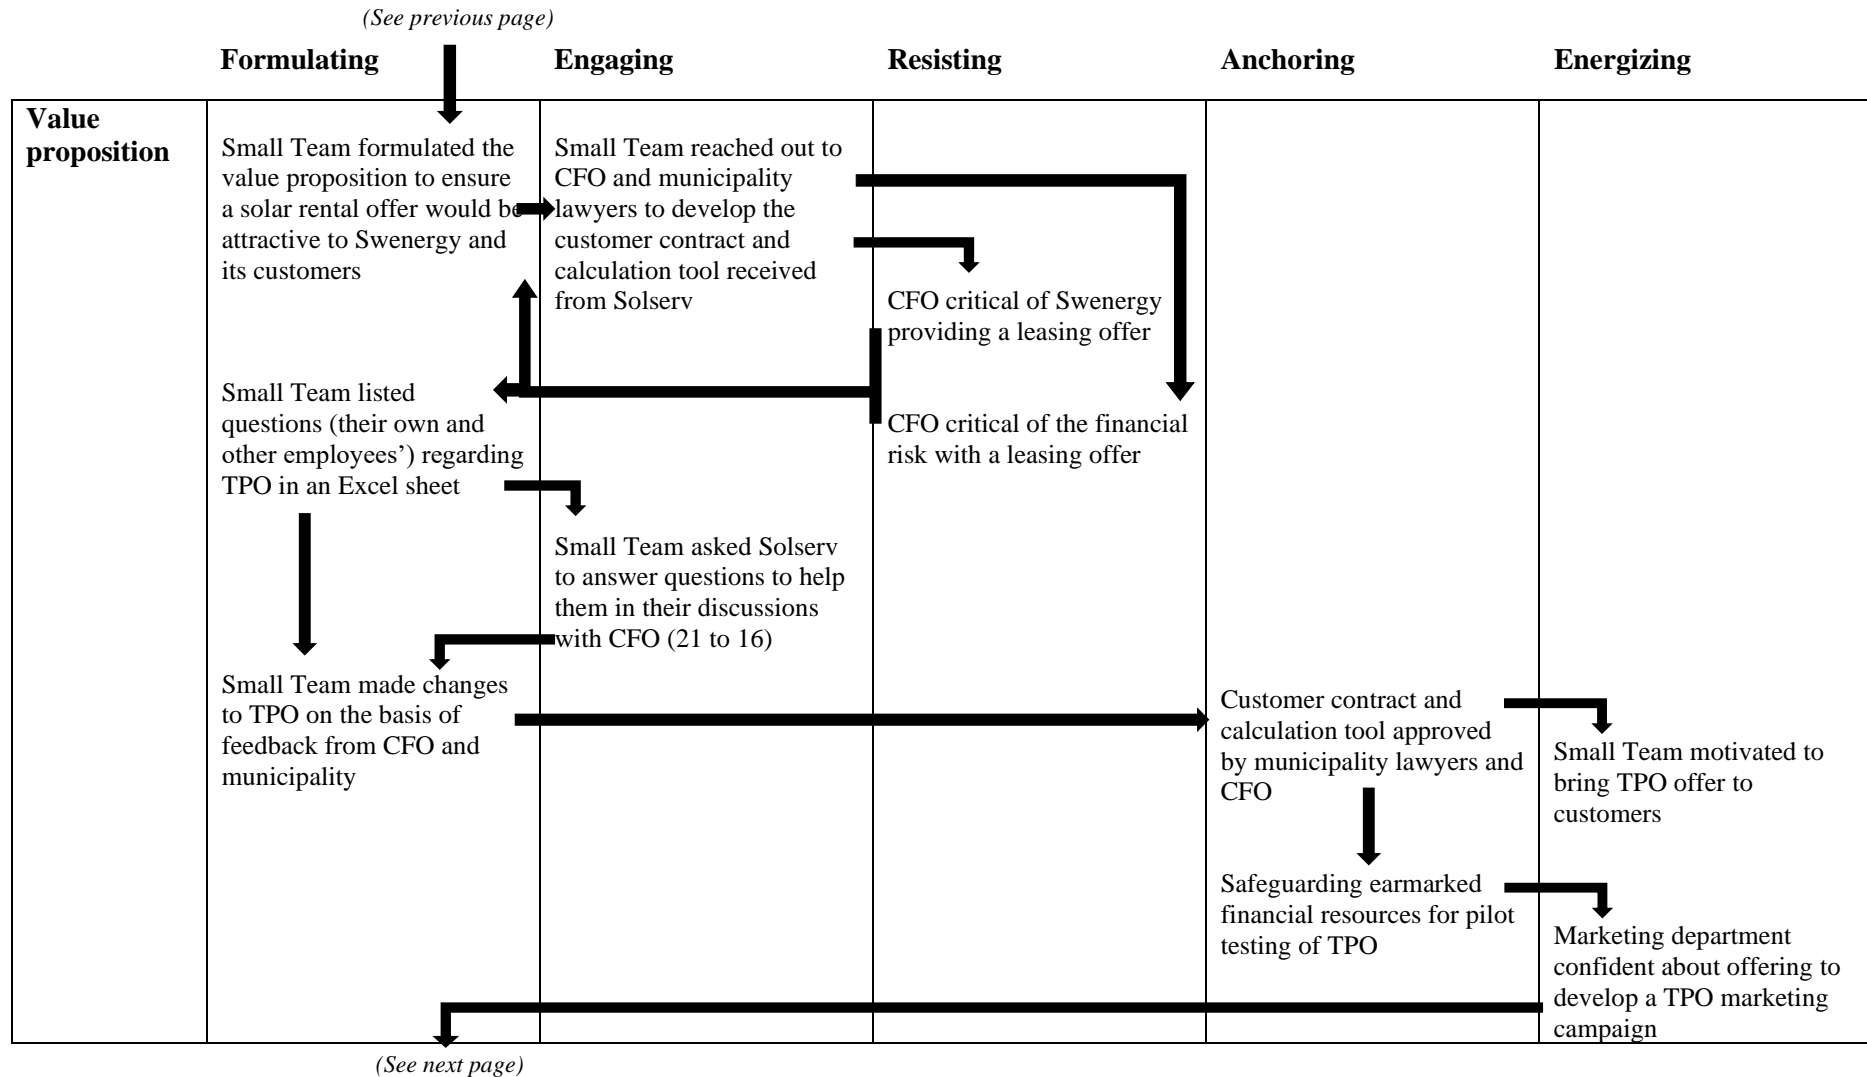 (See previous page)
Formulating
Engaging
Resisting
Anchoring
Energizing
Value
proposition
Small Team formulated the
value proposition to ensure
a solar rental offer would be
attractive to Swenergy and
its customers
Small Team reached out to
CFO and municipality
lawyers to develop the
customer contract and
calculation tool received
from Solserv
CFO critical of Swenergy
providing a leasing offer
CFO critical of the financial
risk with a leasing offer
Small Team listed
questions (their own and
other employees’) regarding
TPO in an Excel sheet
Small Team asked Solserv
to answer questions to help
them in their discussions
with CFO (21 to 16)
Small Team made changes
to TPO on the basis of
feedback from CFO and
municipality
Customer contract and
calculation tool approved
by municipality lawyers and
CFO
Small Team motivated to
bring TPO offer to
customers
Safeguarding earmarked
financial resources for pilot
testing of TPO
Marketing department
confident about offering to
develop a TPO marketing
campaign
(See next page)